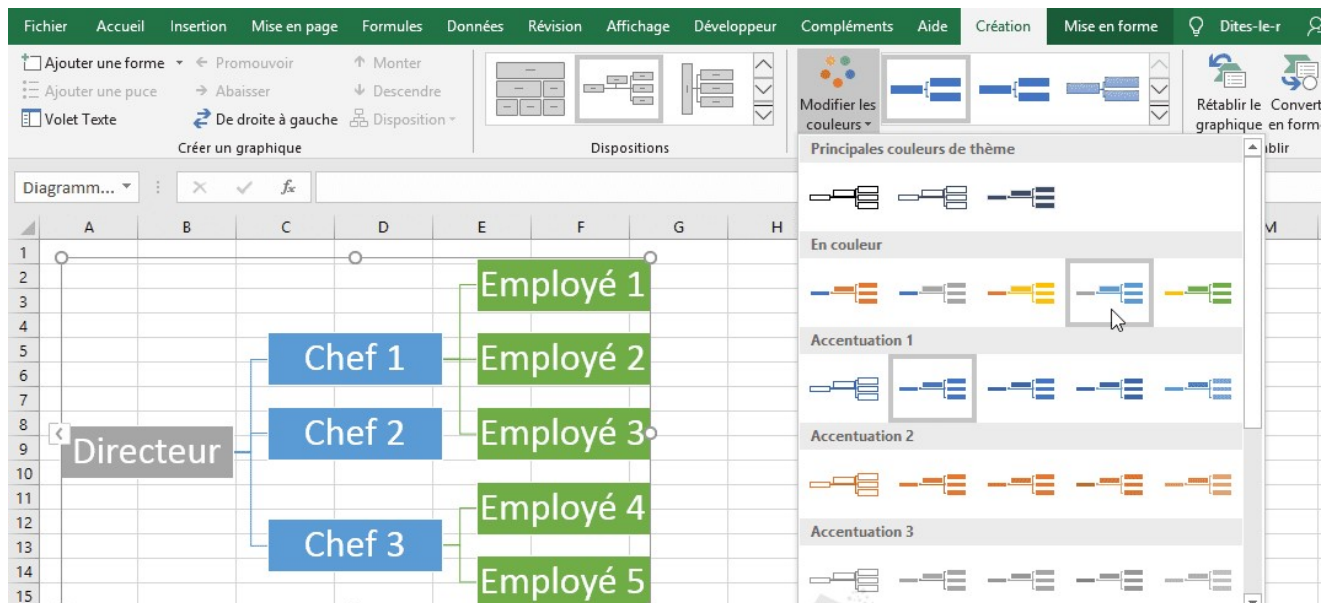 Fichier Accueil Insertion Mise en page Formules Données Révision Affichage Développeur Compléments Aide Création Mise en forme Dites-le-r
Ajouter une forme Promouvoir Monter
Ajouter une puce Abaisser Descendre
Volet Texte De droite à gauche Disposition
Créer un graphique
Dispositions
Modifier les
couleurs
Rétablir le Convert
graphique en form
ablir
Principales couleurs de thème
En couleur
Accentuation 1
Accentuation 2
Accentuation 3
Diagramm... fx
A B C D E F G H M
1
2
3
4
5
6
7
8
9
10
11
12
13
14
15
Directeur
Chef 1
Chef 2
Chef 3
Employé 1
Employé 2
Employé 3
Employé 4
Employé 5